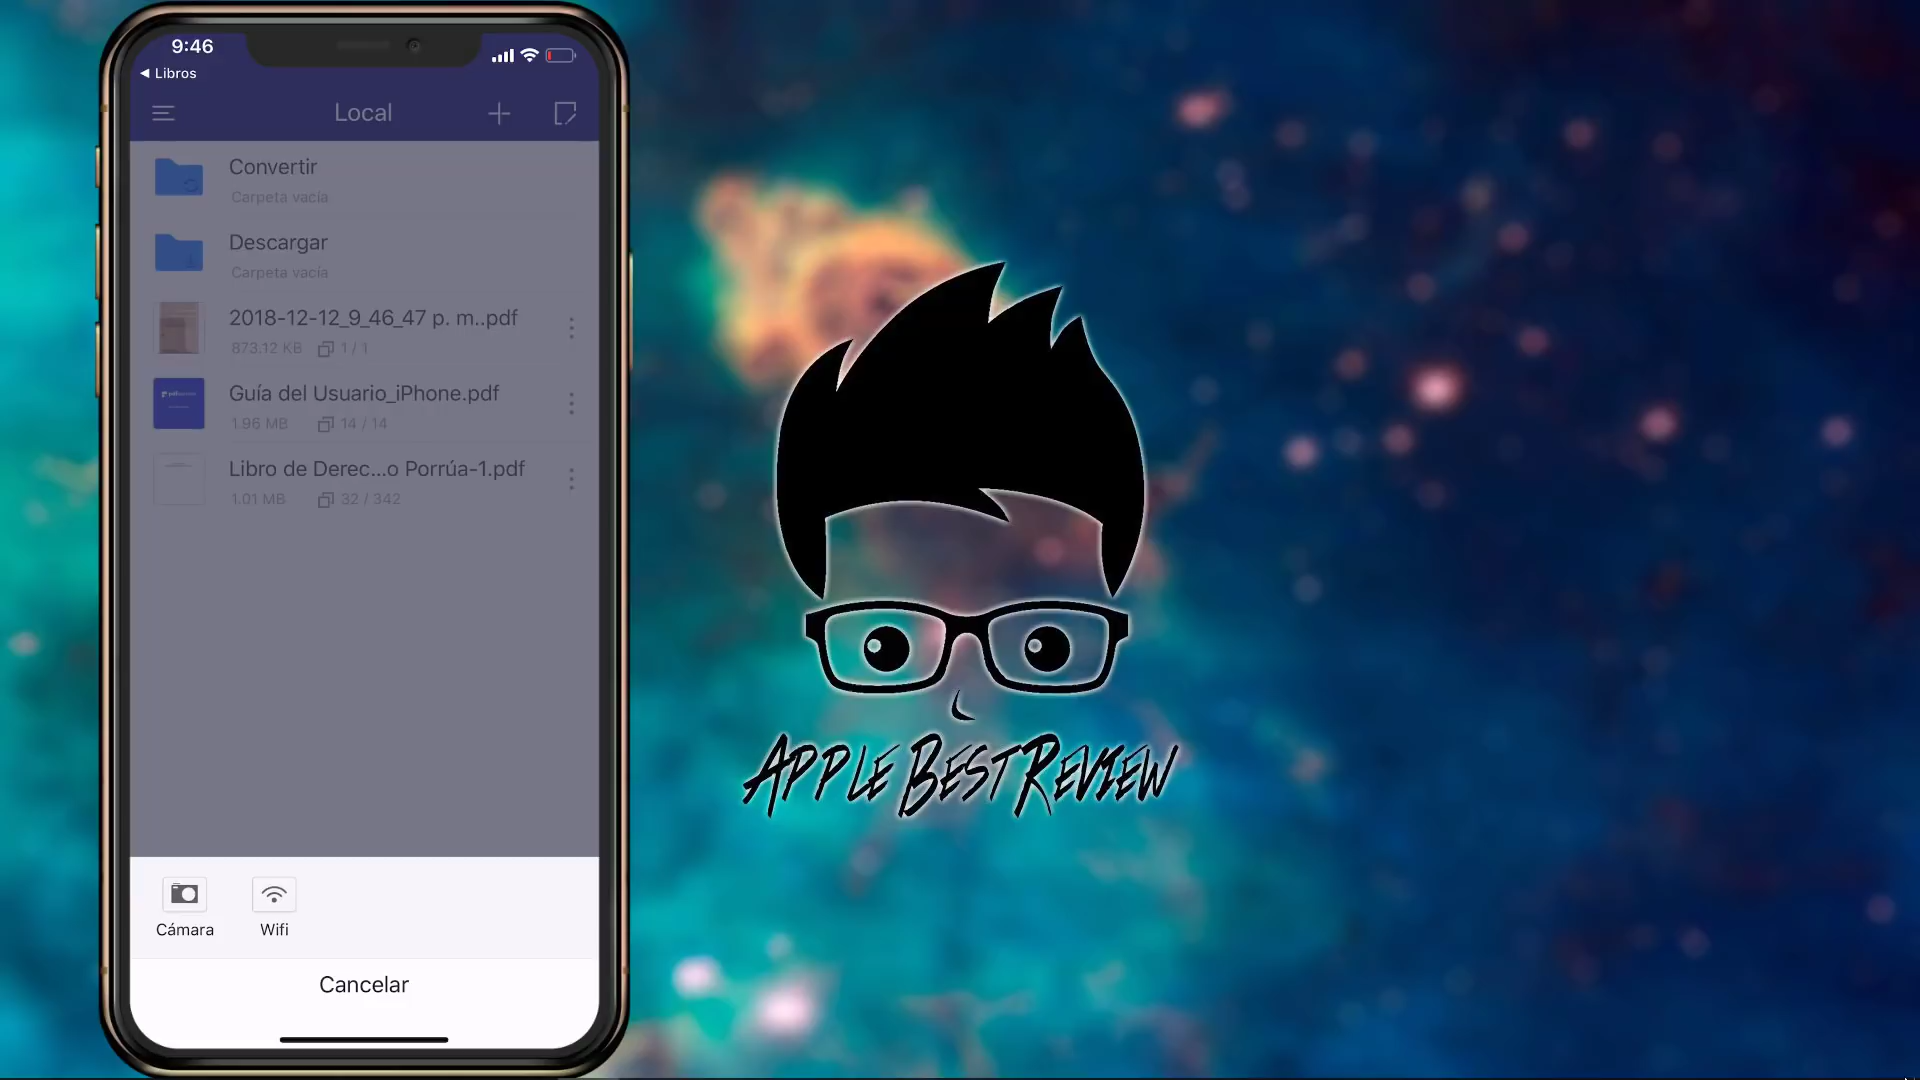 9:46
◀ Libros
Local
Convertir
Carpeta vacía
Descargar
Carpeta vacía
2018-12-12_9_46_47 p. m..pdf
873.12 KB 1 / 1
Guía del Usuario_iPhone.pdf
1.96 MB 14 / 14
Libro de Derec...o Porrúa-1.pdf
1.01 MB 32 / 342
Cámara
Wifi
Cancelar
APPLE BEST REVIEW